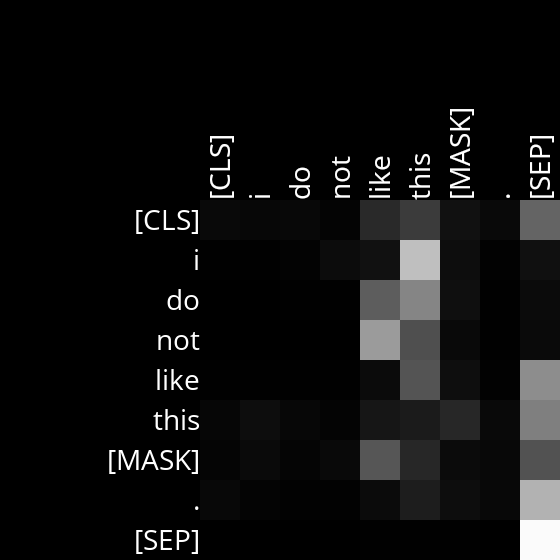 [CLS] i do not like this [MASK] . [SEP]
[CLS]
i
do
not
like
this
[MASK]
.
[SEP]